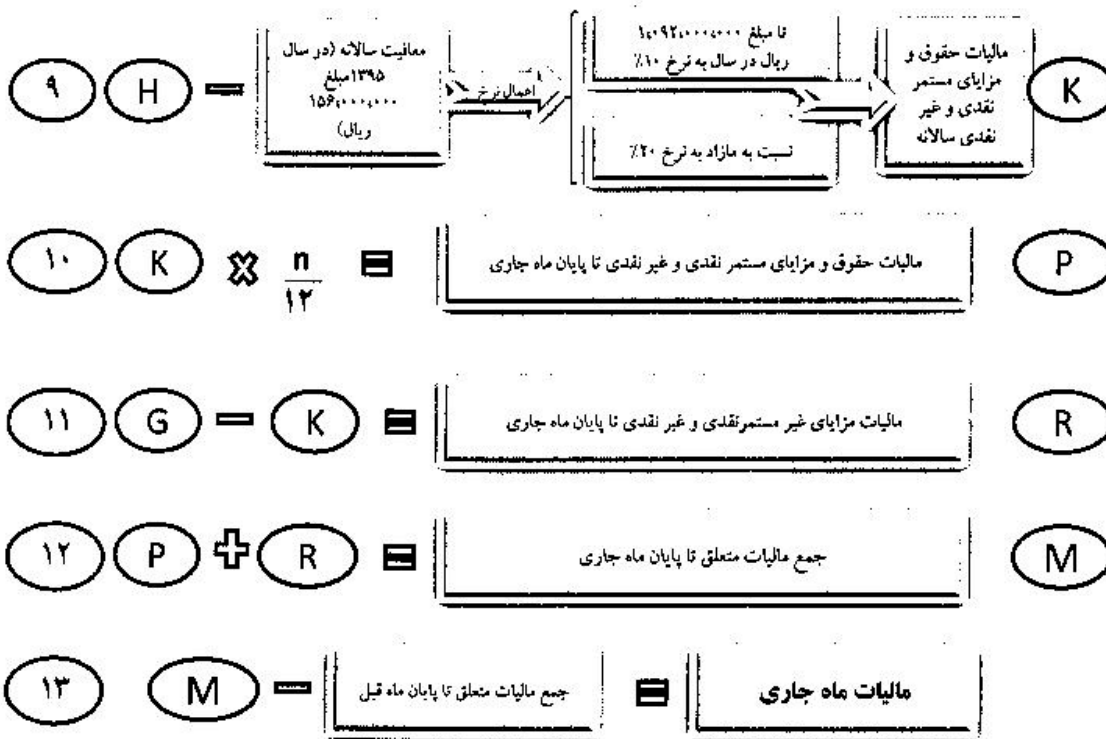 ۹ H − معافیت سالانه (در سال
۱۳۹۵مبلغ
۱۵۶،۰۰۰،۰۰۰
ریال)
اعمال نرخ
تا مبلغ ۱،۰۹۲،۰۰۰،۰۰۰
ریال در سال به نرخ ۱۰٪
نسبت به مازاد به نرخ ۲۰٪
مالیات حقوق و
مزایای مستمر
نقدی و غیر
نقدی سالانه
K
۱۰ K × n/۱۲ = مالیات حقوق و مزایای مستمر نقدی و غیر نقدی تا پایان ماه جاری P
۱۱ G − K = مالیات مزایای غیر مستمرنقدی و غیر نقدی تا پایان ماه جاری R
۱۲ P + R = جمع مالیات متعلق تا پایان ماه جاری M
۱۳ M − جمع مالیات متعلق تا پایان ماه قبل = مالیات ماه جاری